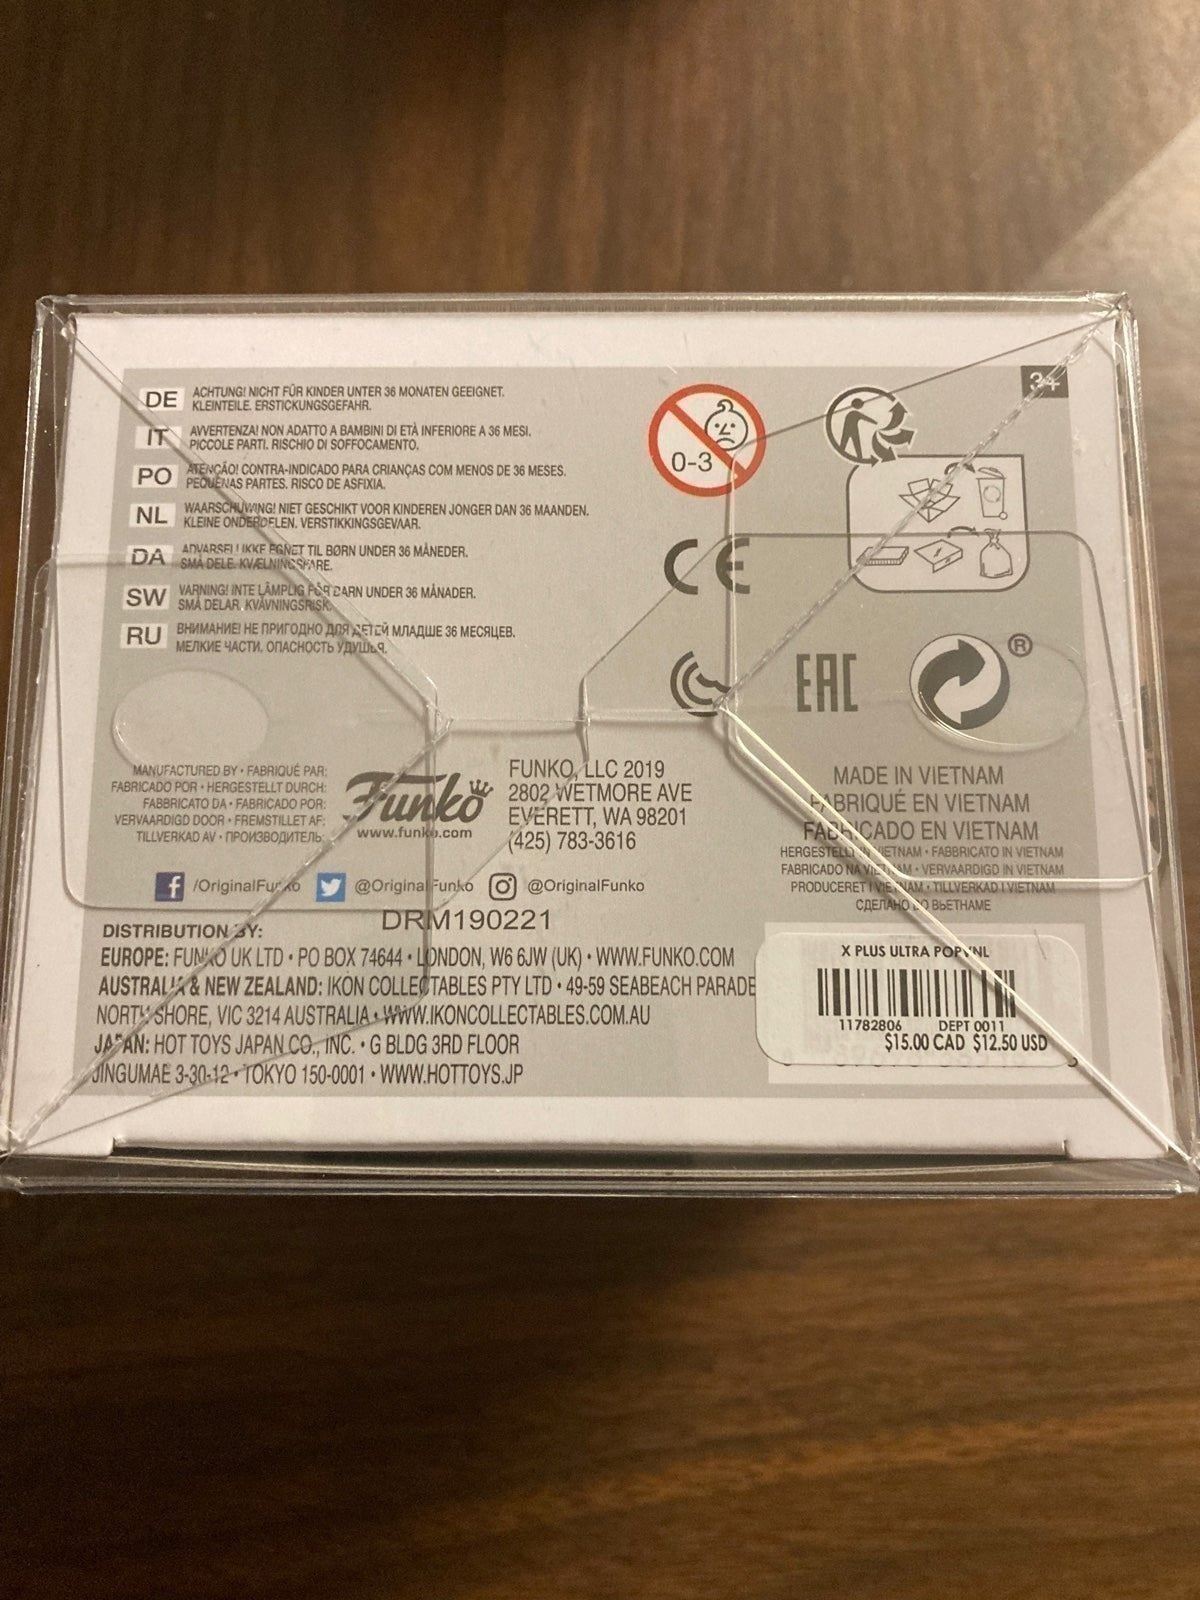 3+
DE ACHTUNG! NICHT FÜR KINDER UNTER 36 MONATEN GEEIGNET.
KLEINTEILE. ERSTICKUNGSGEFAHR.
IT AVVERTENZA! NON ADATTO A BAMBINI DI ETÀ INFERIORE A 36 MESI.
PICCOLE PARTI. RISCHIO DI SOFFOCAMENTO.
PO ATENÇÃO! CONTRA-INDICADO PARA CRIANÇAS COM MENOS DE 36 MESES.
PEQUENAS PARTES. RISCO DE ASFIXIA.
NL WAARSCHUWING! NIET GESCHIKT VOOR KINDEREN JONGER DAN 36 MAANDEN.
KLEINE ONDERDELEN. VERSTIKKINGSGEVAAR.
DA ADVARSEL! IKKE EGNET TIL BØRN UNDER 36 MÅNEDER.
SMÅ DELE. KVÆLNINGSFARE.
SW VARNING! INTE LÄMPLIG FÖR BARN UNDER 36 MÅNADER.
SMÅ DELAR. KVÄVNINGSRISK.
RU ВНИМАНИЕ! НЕ ПРИГОДНО ДЛЯ ДЕТЕЙ МЛАДШЕ 36 МЕСЯЦЕВ.
МЕЛКИЕ ЧАСТИ. ОПАСНОСТЬ УДУШЬЯ.
0-3
CE
EAC
®
MANUFACTURED BY • FABRIQUÉ PAR:
FABRICADO POR • HERGESTELLT DURCH:
FABBRICATO DA • FABRICADO POR:
VERVAARDIGD DOOR • FREMSTILLET AF:
TILLVERKAD AV • ПРОИЗВОДИТЕЛЬ:
Funko
www.funko.com
FUNKO, LLC 2019
2802 WETMORE AVE
EVERETT, WA 98201
(425) 783-3616
MADE IN VIETNAM
FABRIQUÉ EN VIETNAM
FABRICADO EN VIETNAM
HERGESTELLT IN VIETNAM • FABBRICATO IN VIETNAM
FABRICADO NA VIETNAM • VERVAARDIGD IN VIETNAM
PRODUCERET I VIETNAM • TILLVERKAD I VIETNAM
СДЕЛАНО ВО ВЬЕТНАМЕ
f /OriginalFunko @OriginalFunko @OriginalFunko
DRM190221
DISTRIBUTION BY:
EUROPE: FUNKO UK LTD • PO BOX 74644 • LONDON, W6 6JW (UK) • WWW.FUNKO.COM
AUSTRALIA & NEW ZEALAND: IKON COLLECTABLES PTY LTD • 49-59 SEABEACH PARADE
NORTH SHORE, VIC 3214 AUSTRALIA • WWW.IKONCOLLECTABLES.COM.AU
JAPAN: HOT TOYS JAPAN CO., INC. • G BLDG 3RD FLOOR
JINGUMAE 3-30-12 • TOKYO 150-0001 • WWW.HOTTOYS.JP
X PLUS ULTRA POP VNL
11782806 DEPT 0011
$15.00 CAD $12.50 USD